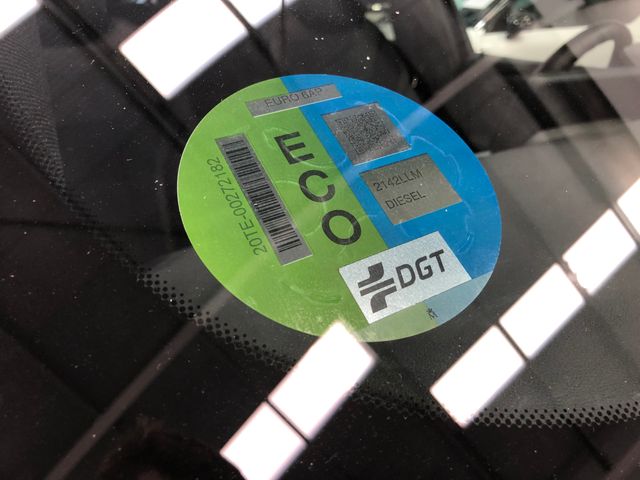 EURO 6AP
ECO
20TE-00272182
2142LLM
DIESEL
DGT